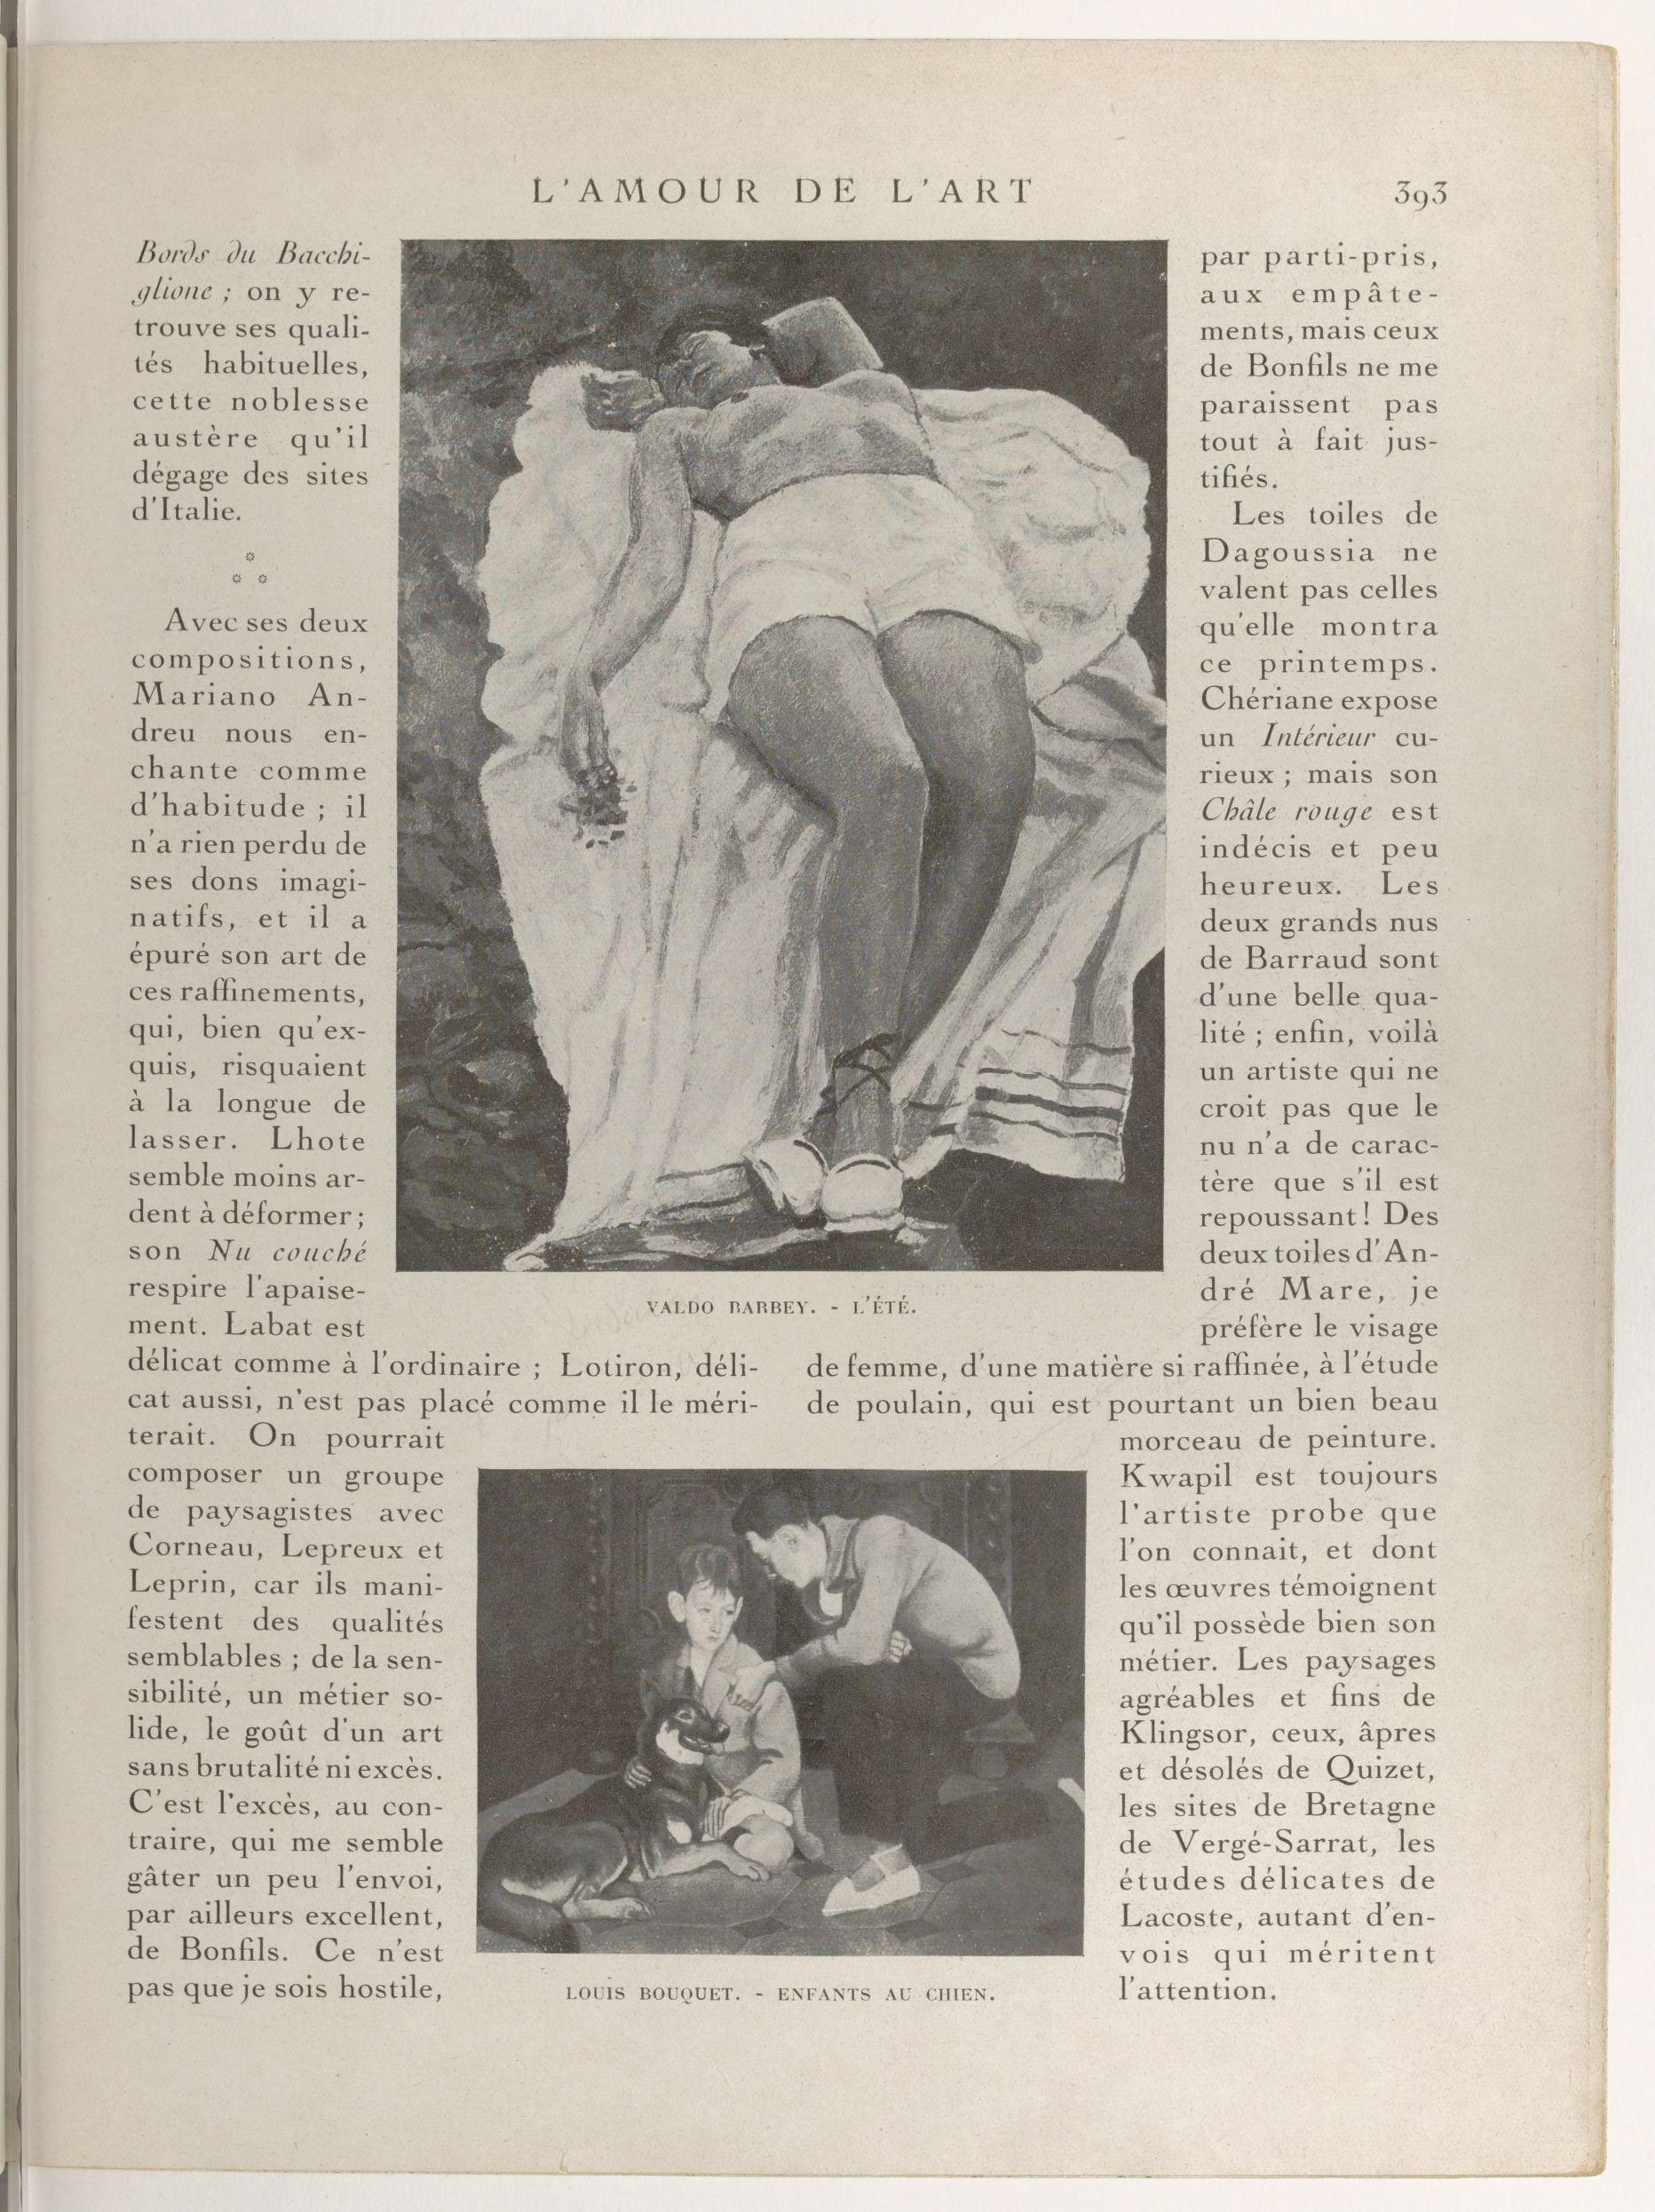 L'AMOUR DE L'ART
393
Bords du Bacchi-
glione ; on y re-
trouve ses quali-
tés habituelles,
cette noblesse
austère qu'il
dégage des sites
d'Italie.
Avec ses deux
compositions,
Mariano An-
dreu nous en-
chante comme
d'habitude ; il
n'a rien perdu de
ses dons imagi-
natifs, et il a
épuré son art de
ces raffinements,
qui, bien qu'ex-
quis, risquaient
à la longue de
lasser. Lhote
semble moins ar-
dent à déformer ;
son Nu couché
respire l'apaise-
ment. Labat est
délicat comme à l'ordinaire ; Lotiron, déli-
cat aussi, n'est pas placé comme il le méri-
terait. On pourrait
composer un groupe
de paysagistes avec
Corneau, Lepreux et
Leprin, car ils mani-
festent des qualités
semblables ; de la sen-
sibilité, un métier so-
lide, le goût d'un art
sans brutalité ni excès.
C'est l'excès, au con-
traire, qui me semble
gâter un peu l'envoi,
par ailleurs excellent,
de Bonfils. Ce n'est
pas que je sois hostile,
VALDO BARBEY. - L'ÉTÉ.
LOUIS BOUQUET. - ENFANTS AU CHIEN.
par parti-pris,
aux empâte-
ments, mais ceux
de Bonfils ne me
paraissent pas
tout à fait jus-
tifiés.
Les toiles de
Dagoussia ne
valent pas celles
qu'elle montra
ce printemps.
Chériane expose
un Intérieur cu-
rieux ; mais son
Châle rouge est
indécis et peu
heureux. Les
deux grands nus
de Barraud sont
d'une belle qua-
lité ; enfin, voilà
un artiste qui ne
croit pas que le
nu n'a de carac-
tère que s'il est
repoussant! Des
deux toiles d'An-
dré Mare, je
préfère le visage
de femme, d'une matière si raffinée, à l'étude
de poulain, qui est pourtant un bien beau
morceau de peinture.
Kwapil est toujours
l'artiste probe que
l'on connait, et dont
les œuvres témoignent
qu'il possède bien son
métier. Les paysages
agréables et fins de
Klingsor, ceux, âpres
et désolés de Quizet,
les sites de Bretagne
de Vergé-Sarrat, les
études délicates de
Lacoste, autant d'en-
vois qui méritent
l'attention.